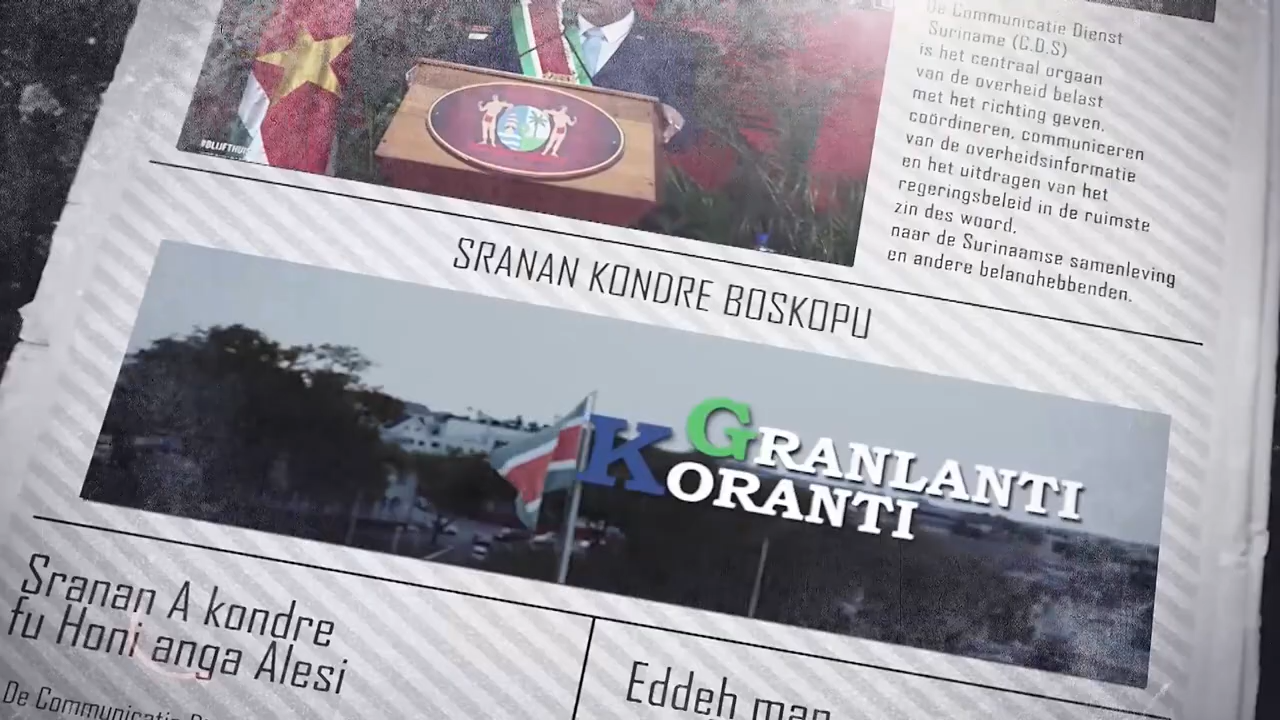 De Communicatie Dienst
Suriname (C.D.S)
is het centraal orgaan
van de overheid belast
met het richting geven,
coördineren, communiceren
van de overheidsinformatie
en het uitdragen van het
regeringsbeleid in de ruimste
zin des woord.
naar de Surinaamse samenleving
en andere belanghebbenden.
SRANAN KONDRE BOSKOPU
GRANLANTI
KORANTI
Sranan A kondre
fu Honi anga Alesi
De Communicatie
Eddeh man